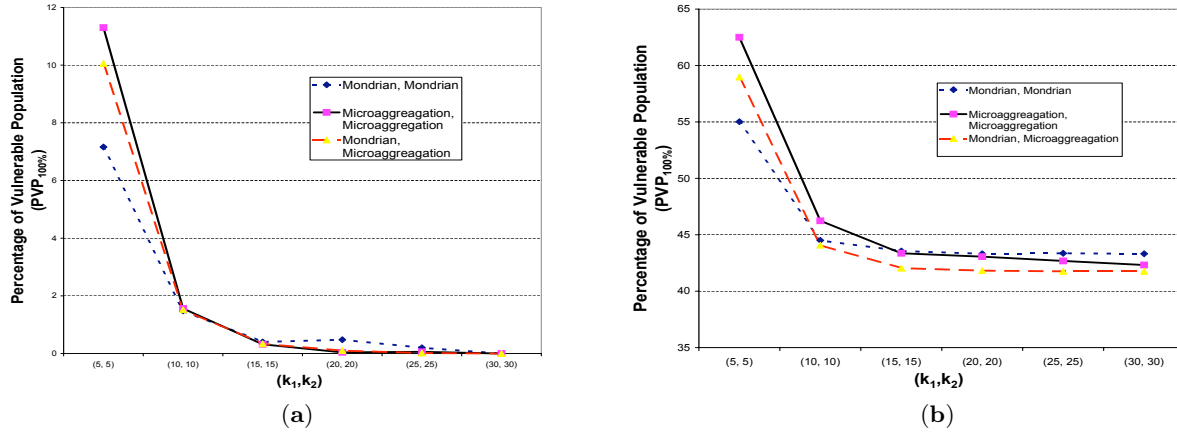 Percentage of Vulnerable Population
(PVP100%)
12
10
8
6
4
2
0
Mondrian, Mondrian
Microaggreagation,
Microaggregation
Mondrian,
Microaggreagation
(5, 5) (10, 10) (15, 15) (20, 20) (25, 25) (30, 30)
(k1,k2)
(a)
Percentage of Vulnerable Population
(PVP100%)
65
60
55
50
45
40
35
Mondrian, Mondrian
Microaggreagation,
Microaggregation
Mondrian, Microaggreagation
(5, 5) (10, 10) (15, 15) (20, 20) (25, 25) (30, 30)
(k1,k2)
(b)